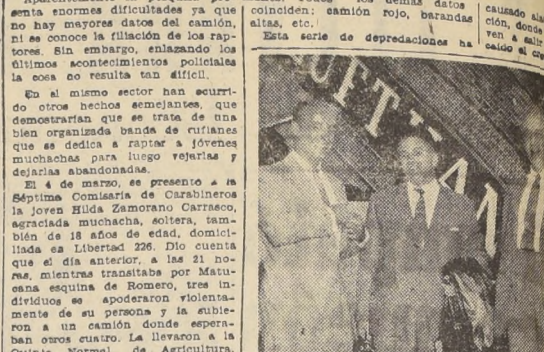 senta enormes dificultades ya que
no hay mayores datos del camión,
ni se conoce la filiación de los rap-
tores. Sin embargo, enlazando los
últimos acontecimientos policiales
la cosa no resulta tan difícil.
En el mismo sector han ocurri-
do otros hechos semejantes, que
demostrarían que se trata de una
bien organizada banda de rufianes
que se dedica a raptar a jóvenes
muchachas para luego vejarlas y
dejarlas abandonadas.
El 4 de marzo, se presentó a la
Séptima Comisaría de Carabineros
la joven Hilda Zamorano Carrasco,
agraciada muchacha, soltera, tam-
bién de 18 años de edad, domici-
liada en Libertad 226. Dio cuenta
que el día anterior, a las 21 ho-
ras, mientras transitaba por Matu-
cana esquina de Romero, tres in-
dividuos se apoderaron violenta-
mente de su persona y la subie-
ron a un camión donde espera-
ban otros cuatro. La llevaron a la
Quinta Normal de Agricultura,
los demás datos
coinciden: camión rojo, barandas
altas, etc.
Esta serie de depredaciones ha
causado
ción, donde
ven a salir
caído el
UFT